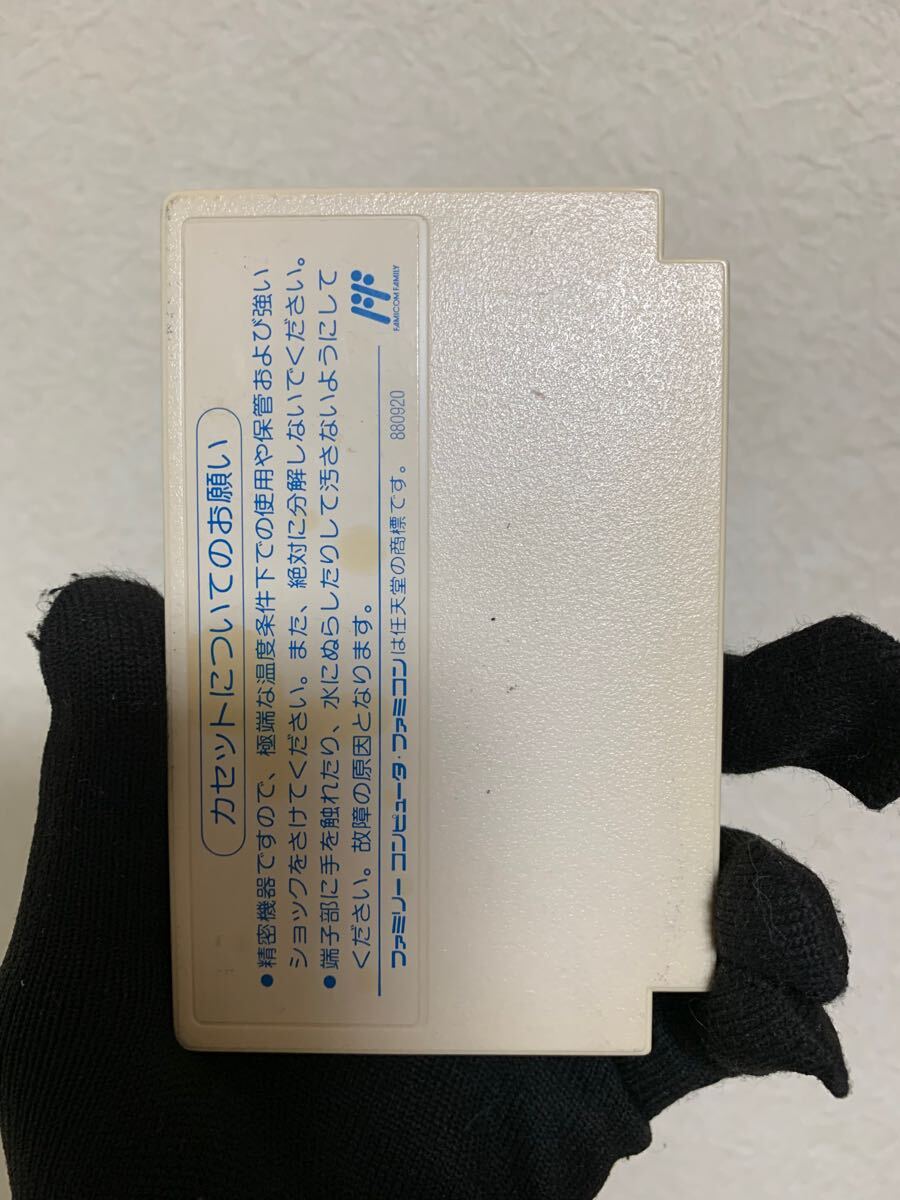 カセットについてのお願い
●精密機器ですので、極端な温度条件下での使用や保管および強い
ショックをさけてください。また、絶対に分解しないでください。
●端子部に手を触れたり、水にぬらしたりして汚さないようにして
ください。故障の原因となります。
ファミリー コンピュータ・ファミコンは任天堂の商標です。 880920
FAMICOM FAMILY